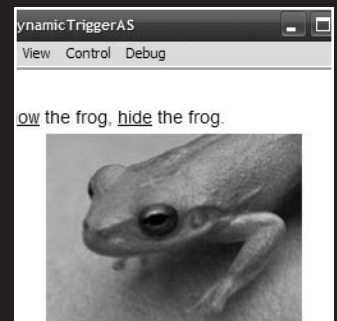 ynamicTriggerAS
View Control Debug
ow the frog, hide the frog.